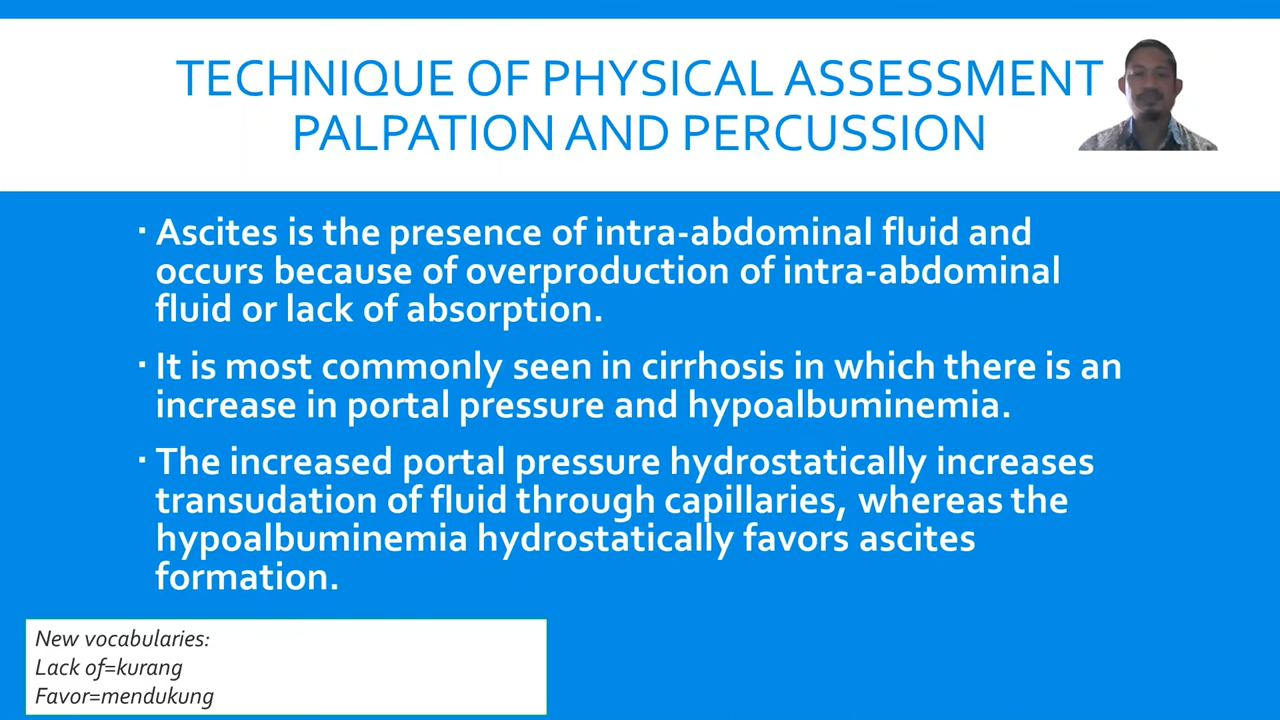 TECHNIQUE OF PHYSICAL ASSESSMENT
PALPATION AND PERCUSSION
· Ascites is the presence of intra-abdominal fluid and
occurs because of overproduction of intra-abdominal
fluid or lack of absorption.
· It is most commonly seen in cirrhosis in which there is an
increase in portal pressure and hypoalbuminemia.
· The increased portal pressure hydrostatically increases
transudation of fluid through capillaries, whereas the
hypoalbuminemia hydrostatically favors ascites
formation.
New vocabularies:
Lack of=kurang
Favor=mendukung